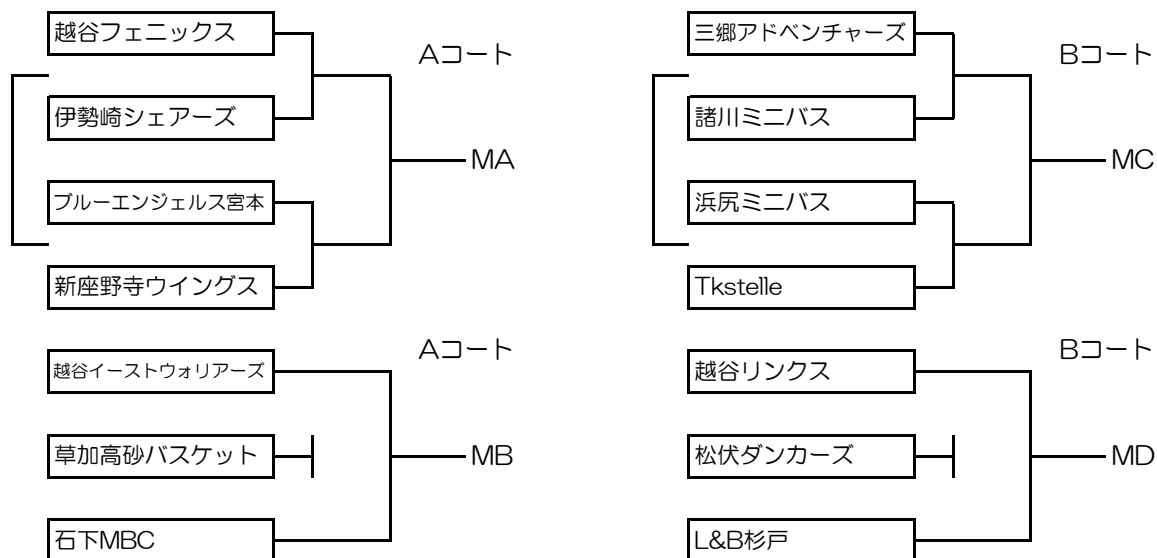 越谷フェニックス
Aコート
伊勢崎シェアーズ
MA
ブルーエンジェルス宮本
新座野寺ウイングス
三郷アドベンチャーズ
Bコート
諸川ミニバス
MC
浜尻ミニバス
Tkstelle
Aコート
越谷イーストウォリアーズ
草加高砂バスケット
MB
石下MBC
Bコート
越谷リンクス
松伏ダンカーズ
MD
L&B杉戸